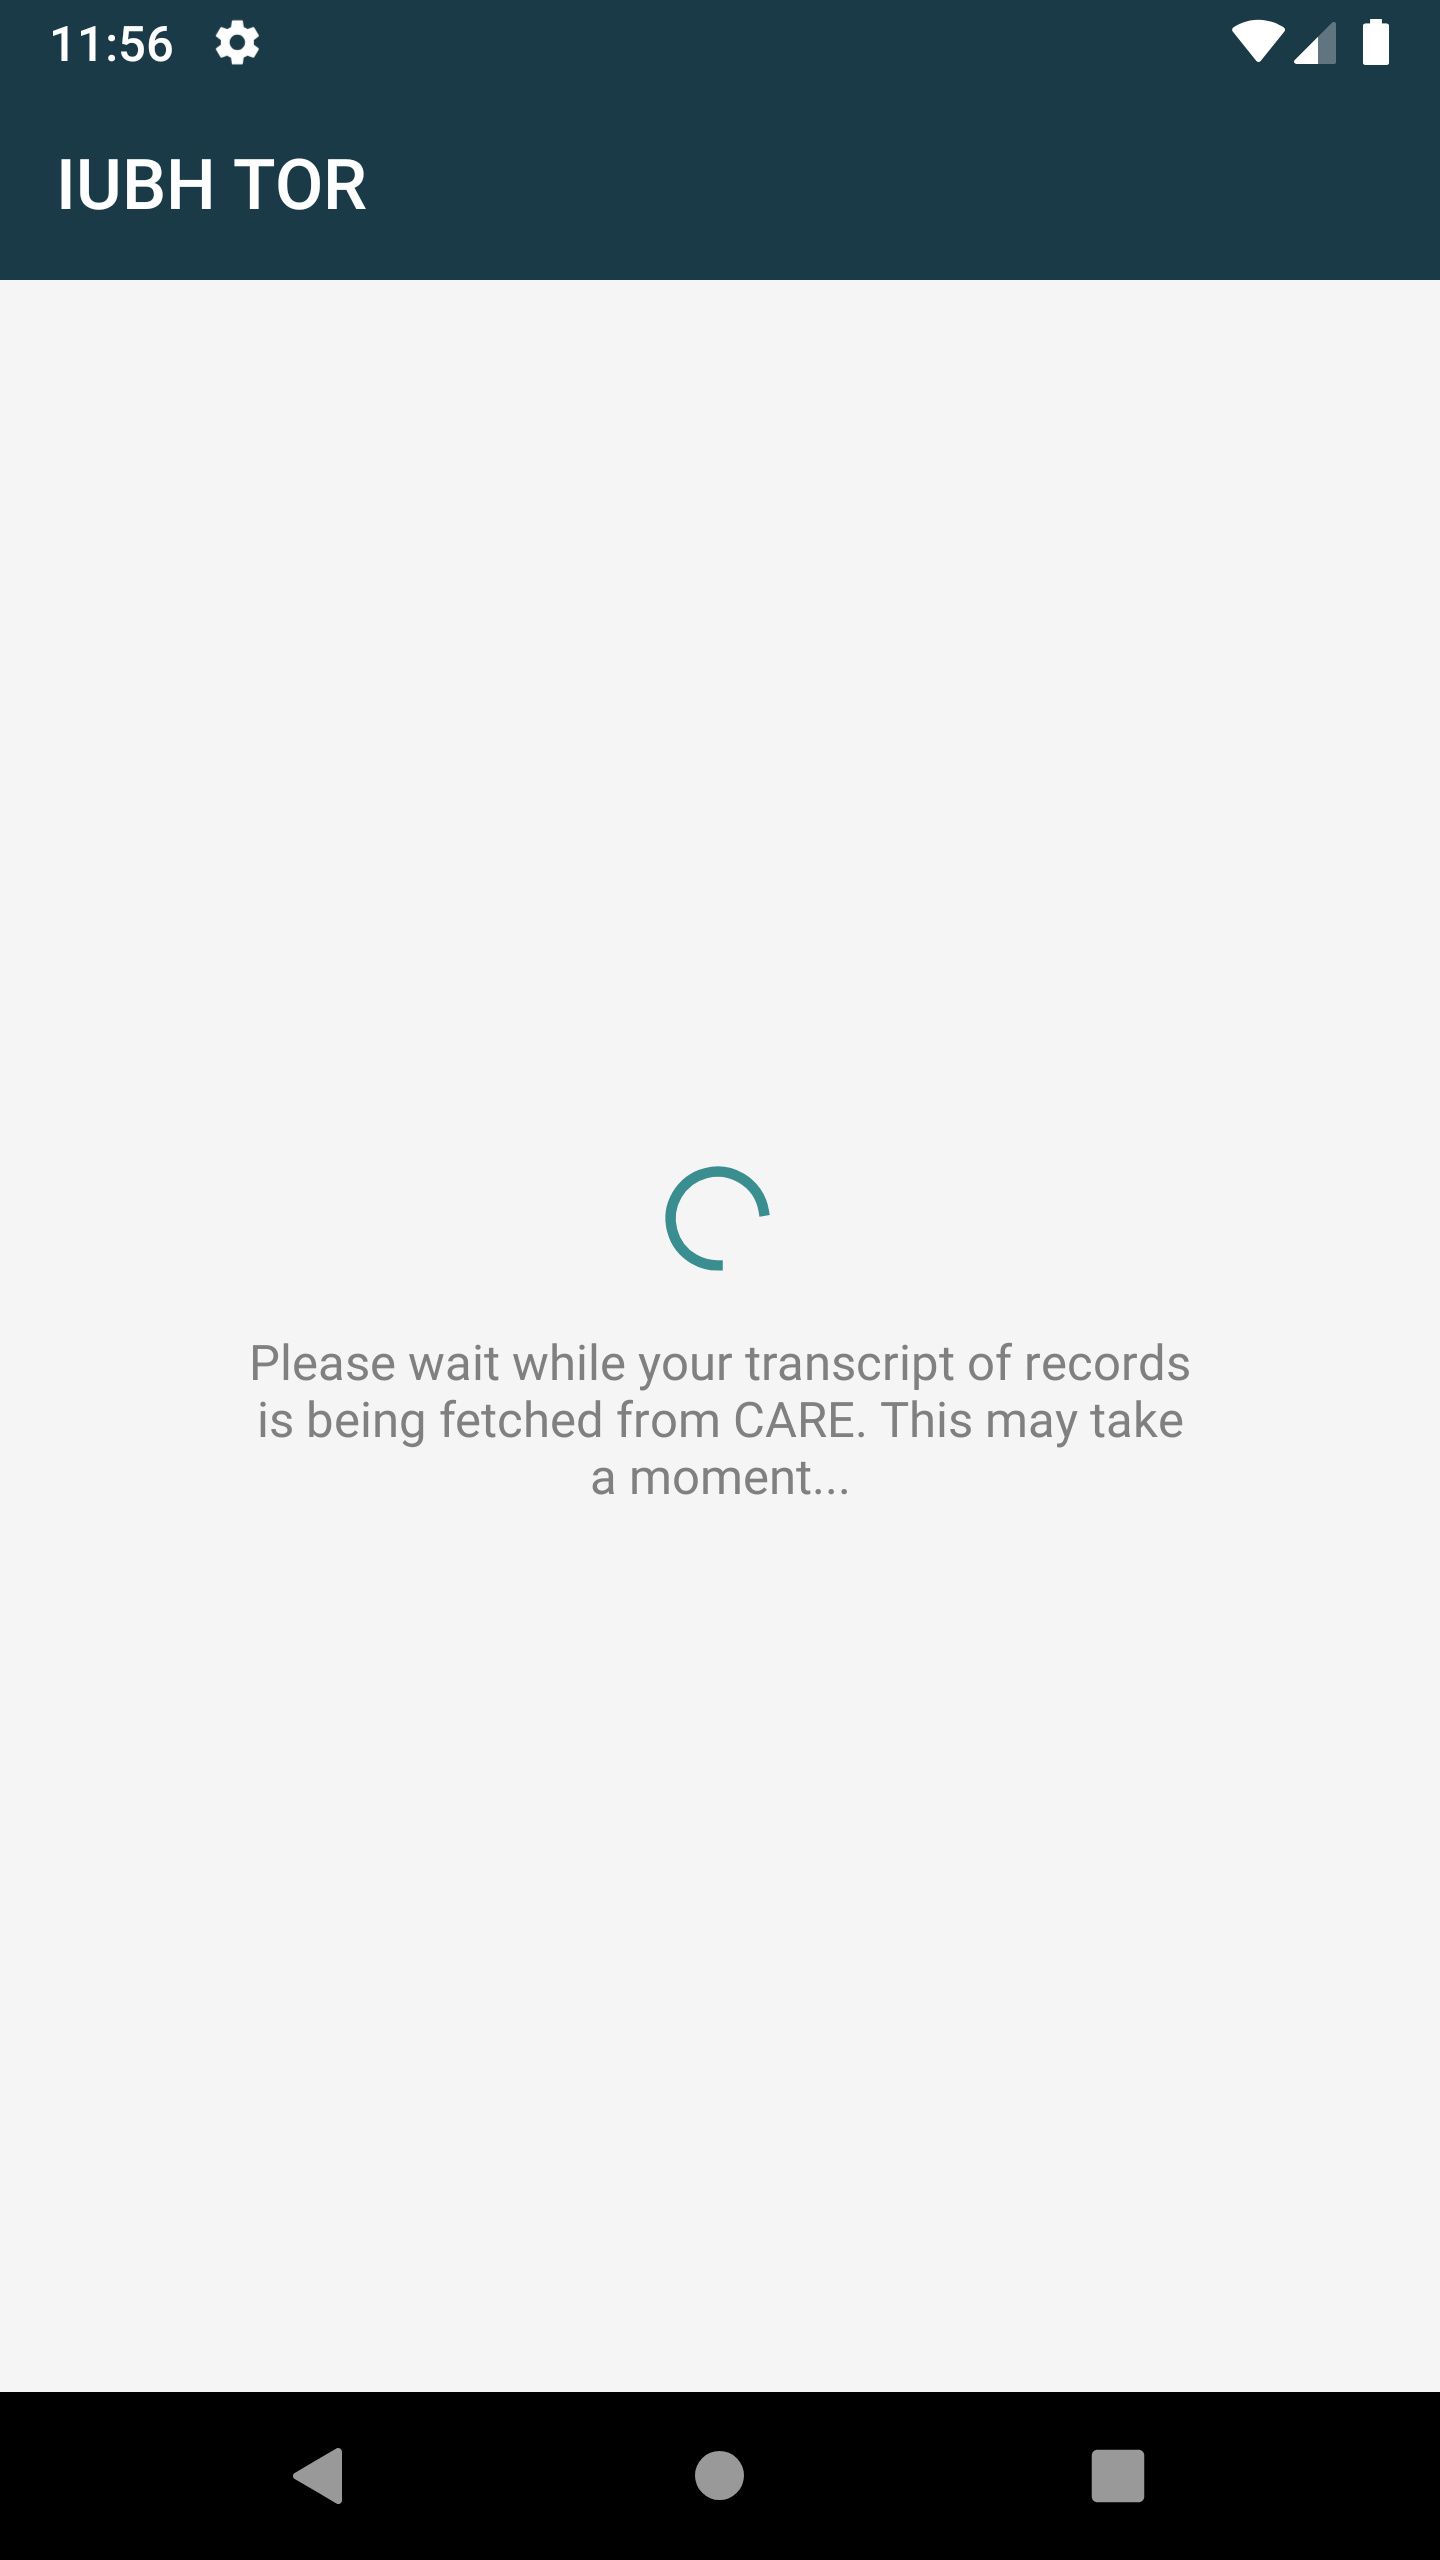 11:56
IUBH TOR
Please wait while your transcript of records
is being fetched from CARE. This may take
a moment...